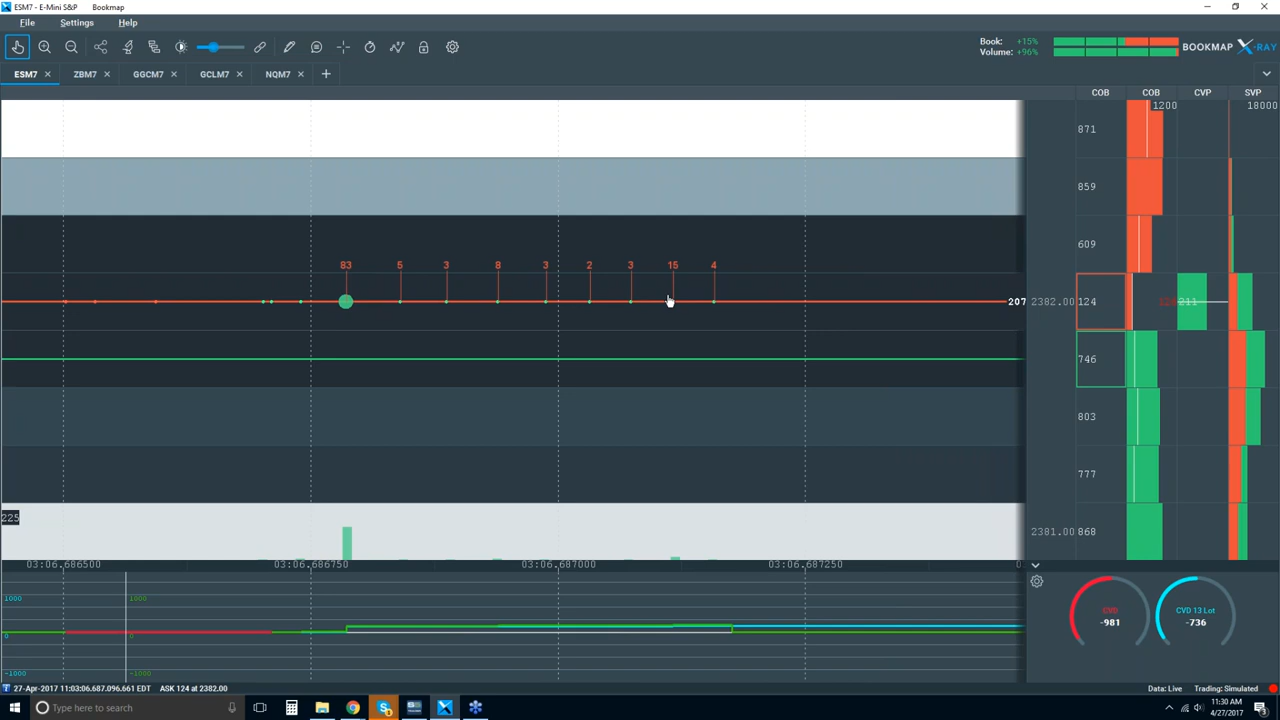 ESM7 - E-Mini S&P Bookmap
File Settings Help
Book: +15%
Volume: +96%
BOOKMAP X-RAY
ESM7 ZBM7 GGCM7 GCLM7 NQM7
COB COB CVP SVP
1200 18000
871
859
609
83 5 3 8 3 2 3 15 4
207 2382.00 124 211
746
803
777
225
2381.00 868
03:06.686500 03:06.686750 03:06.687000 03:06.687250
1000 1000
0 0
-1000 -1000
CVD
-981
CVD 13 Lot
-736
27-Apr-2017 11:03:06.687.096.661 EDT ASK 124 at 2382.00
Data: Live Trading: Simulated
Type here to search
11:30 AM
4/27/2017
3